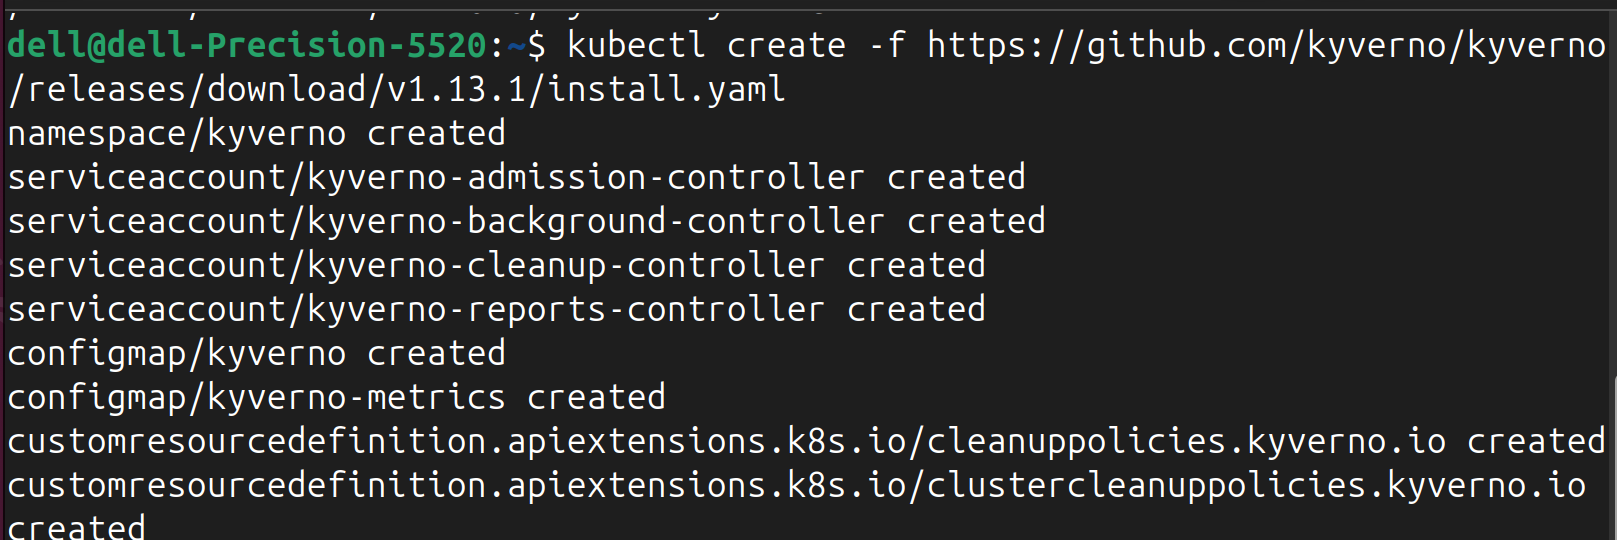 dell@dell-Precision-5520:~$ kubectl create -f https://github.com/kyverno/kyverno
/releases/download/v1.13.1/install.yaml
namespace/kyverno created
serviceaccount/kyverno-admission-controller created
serviceaccount/kyverno-background-controller created
serviceaccount/kyverno-cleanup-controller created
serviceaccount/kyverno-reports-controller created
configmap/kyverno created
configmap/kyverno-metrics created
customresourcedefinition.apiextensions.k8s.io/cleanuppolicies.kyverno.io created
customresourcedefinition.apiextensions.k8s.io/clustercleanuppolicies.kyverno.io
created